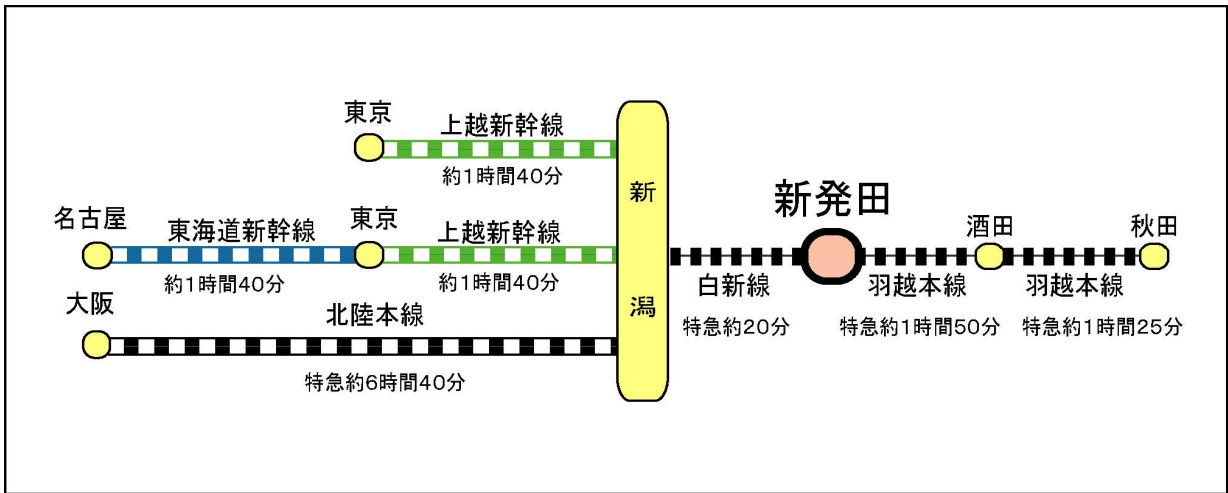 東京
上越新幹線
約1時間40分
新潟
新発田
名古屋
東海道新幹線
約1時間40分
東京
上越新幹線
約1時間40分
白新線
特急約20分
羽越本線
特急約1時間50分
酒田
羽越本線
特急約1時間25分
秋田
大阪
北陸本線
特急約6時間40分